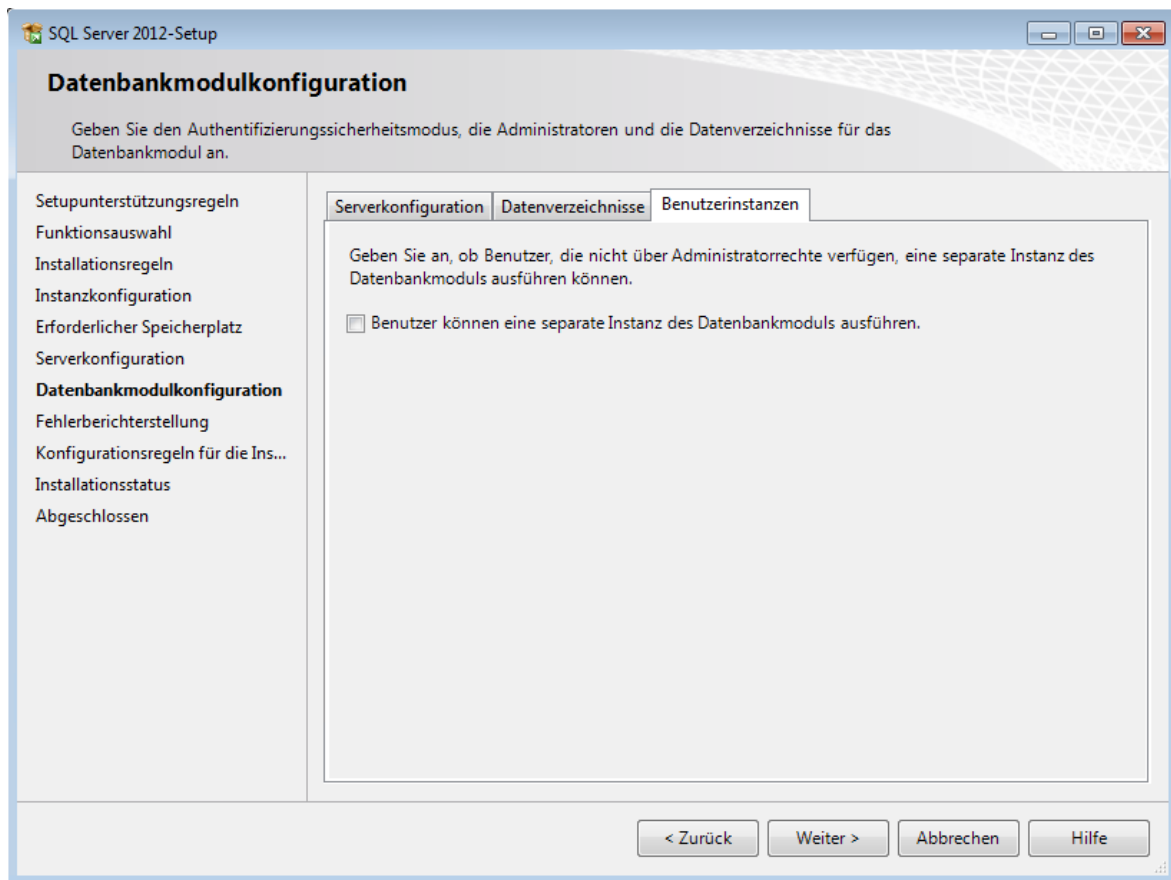 SQL Server 2012-Setup
Datenbankmodulkonfiguration
Geben Sie den Authentifizierungssicherheitsmodus, die Administratoren und die Datenverzeichnisse für das
Datenbankmodul an.
Setupunterstützungsregeln
Funktionsauswahl
Installationsregeln
Instanzkonfiguration
Erforderlicher Speicherplatz
Serverkonfiguration
Datenbankmodulkonfiguration
Fehlerberichterstellung
Konfigurationsregeln für die Ins...
Installationsstatus
Abgeschlossen
Serverkonfiguration Datenverzeichnisse Benutzerinstanzen
Geben Sie an, ob Benutzer, die nicht über Administratorrechte verfügen, eine separate Instanz des
Datenbankmoduls ausführen können.
Benutzer können eine separate Instanz des Datenbankmoduls ausführen.
< Zurück Weiter > Abbrechen Hilfe